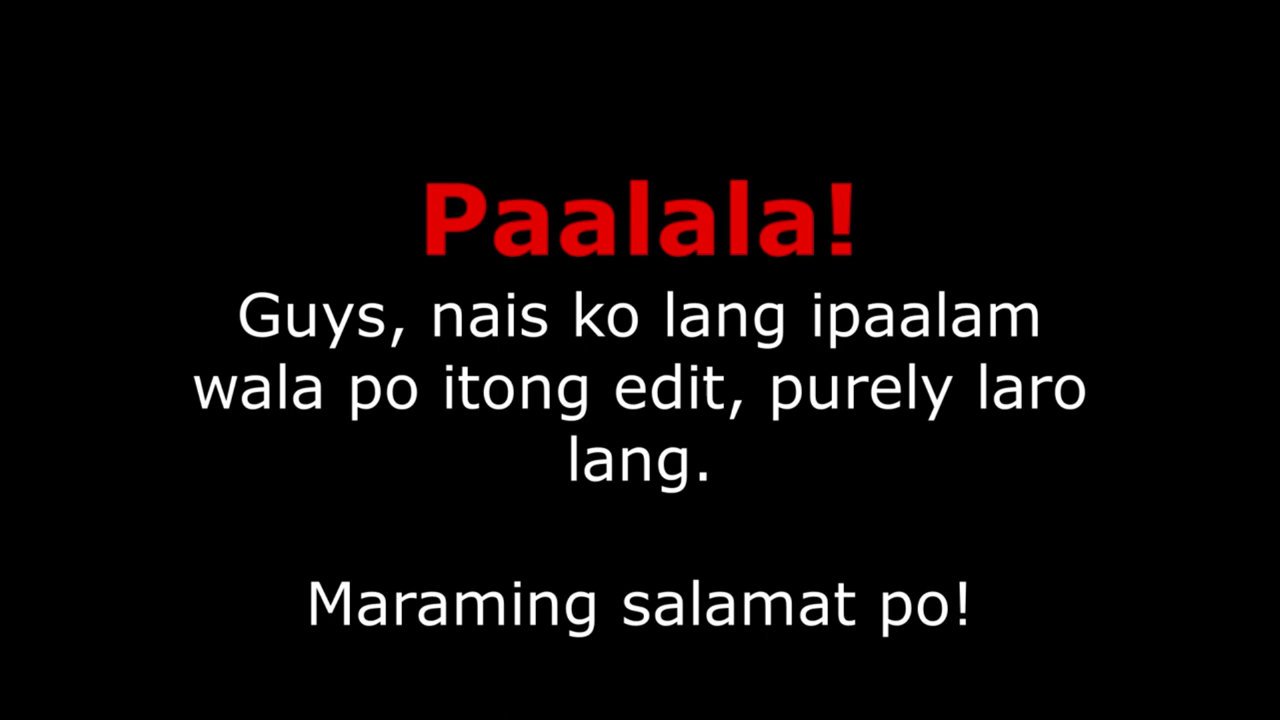 Paalala!
Guys, nais ko lang ipaalam
wala po itong edit, purely laro
lang.
Maraming salamat po!